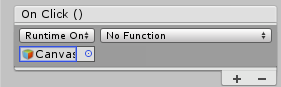 On Click ()
Runtime On No Function
Canvas